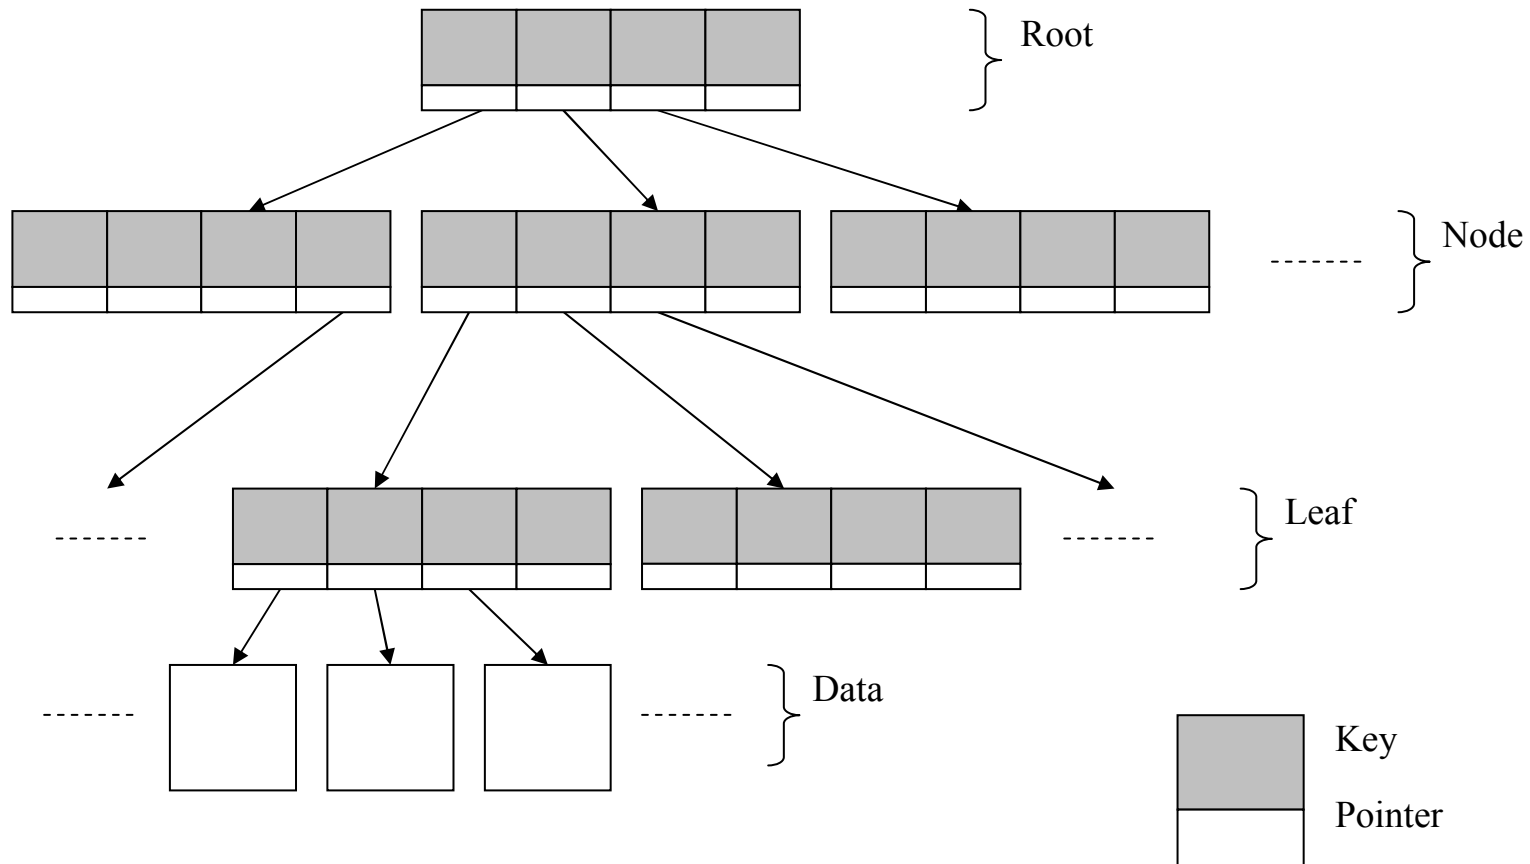 Root
Node
Leaf
Data
Key
Pointer